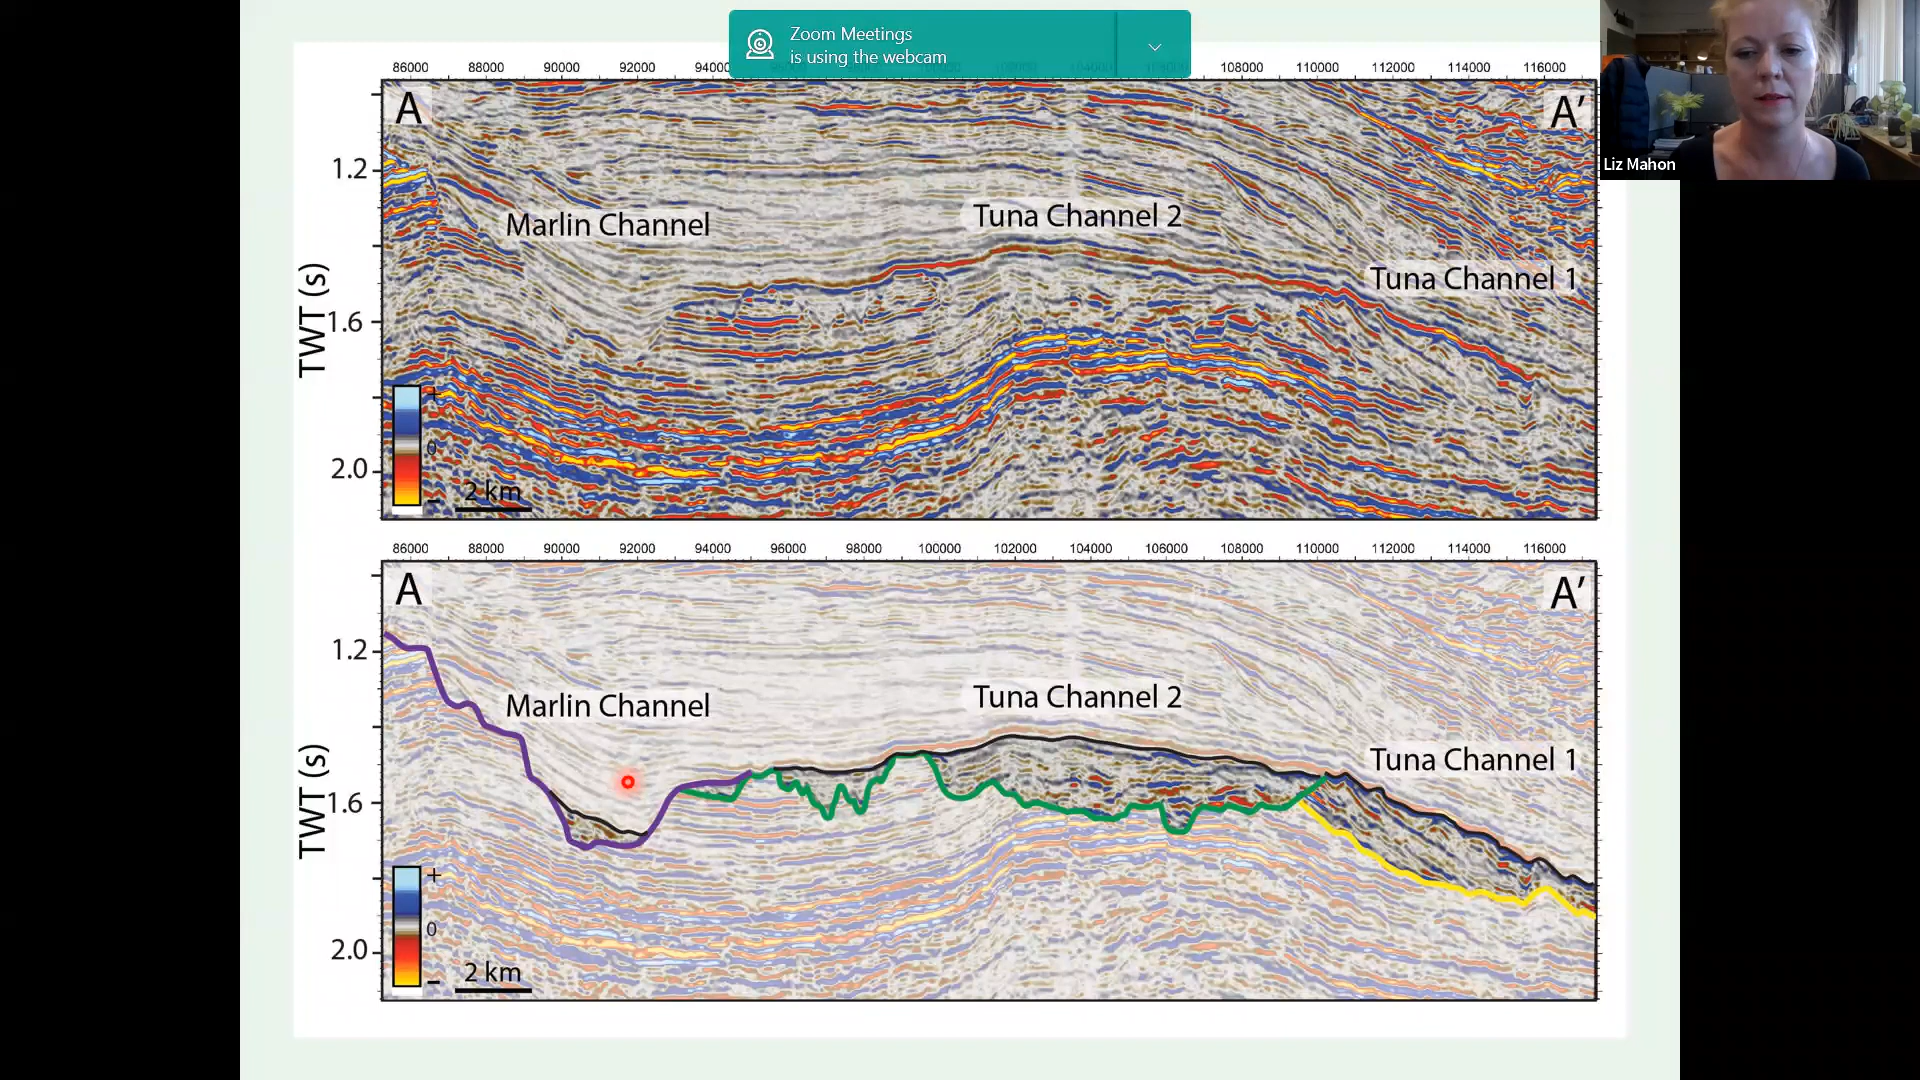 Zoom Meetings
is using the webcam
Liz Mahon
86000 88000 90000 92000 94000 108000 110000 112000 114000 116000
A A′
1.2
Marlin Channel
Tuna Channel 2
Tuna Channel 1
TWT (s)
1.6
+
0
2.0
−
2 km
86000 88000 90000 92000 94000 96000 98000 100000 102000 104000 106000 108000 110000 112000 114000 116000
A A′
1.2
Marlin Channel
Tuna Channel 2
Tuna Channel 1
TWT (s)
1.6
+
0
2.0
−
2 km